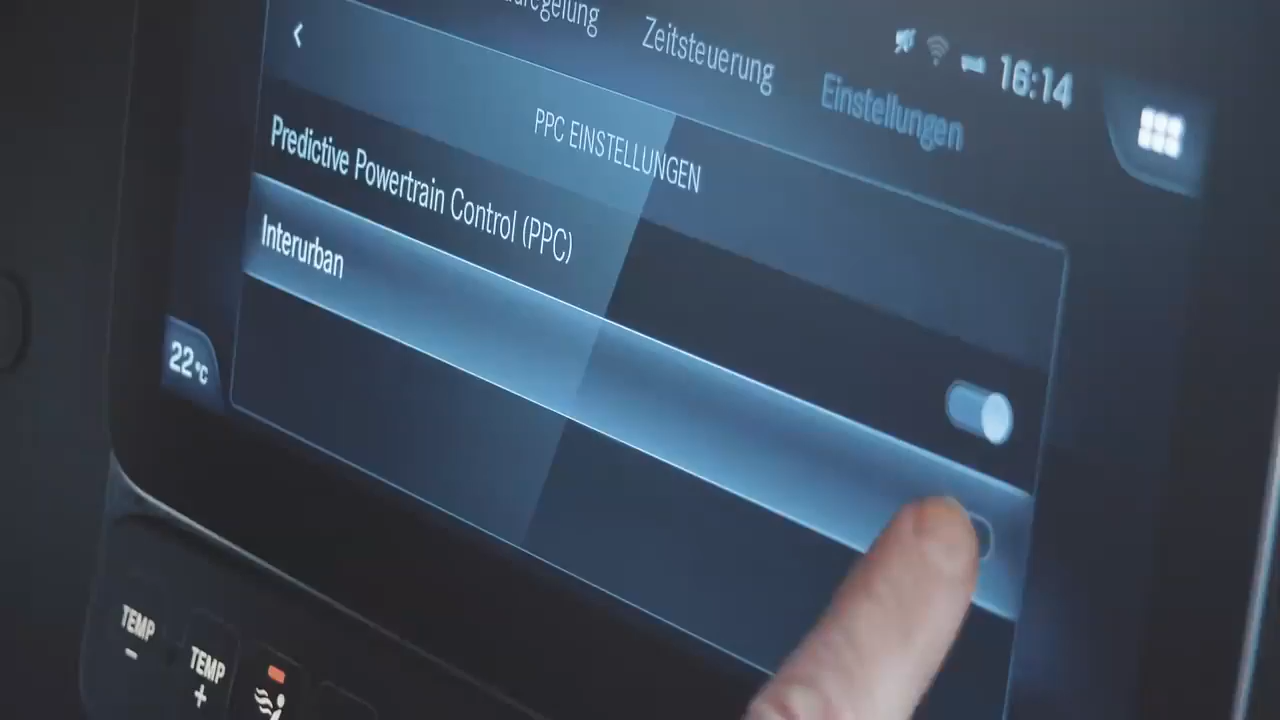 Zeitsteuerung
Einstellungen
16:14
PPC EINSTELLUNGEN
Predictive Powertrain Control (PPC)
Interurban
22°C
TEMP
−
TEMP
+